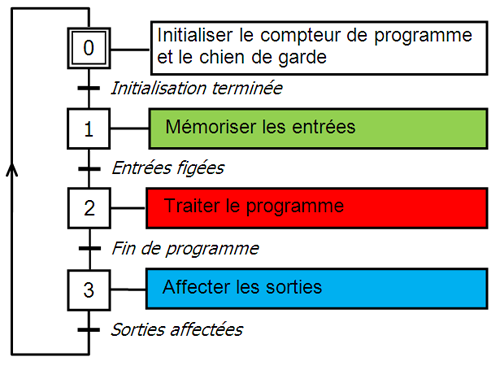 0
Initialiser le compteur de programme
et le chien de garde
Initialisation terminée
1
Mémoriser les entrées
Entrées figées
2
Traiter le programme
Fin de programme
3
Affecter les sorties
Sorties affectées